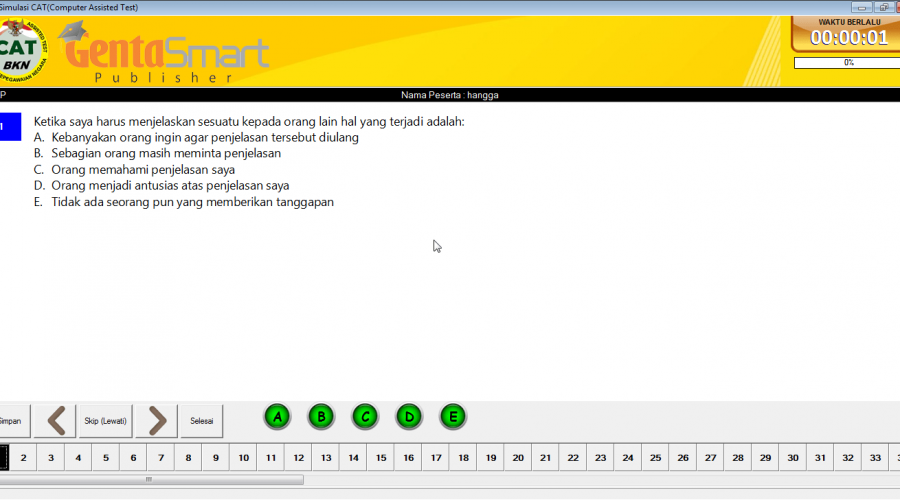 Simulasi CAT(Computer Assisted Test)
CAT
BKN
GentaSmart
Publisher
WAKTU BERLALU
00:00:01
0%
P
Nama Peserta : hangga
1
Ketika saya harus menjelaskan sesuatu kepada orang lain hal yang terjadi adalah:
A. Kebanyakan orang ingin agar penjelasan tersebut diulang
B. Sebagian orang masih meminta penjelasan
C. Orang memahami penjelasan saya
D. Orang menjadi antusias atas penjelasan saya
E. Tidak ada seorang pun yang memberikan tanggapan
Simpan Skip (Lewati) Selesai A B C D E
2 3 4 5 6 7 8 9 10 11 12 13 14 15 16 17 18 19 20 21 22 23 24 25 26 27 28 29 30 31 32 33